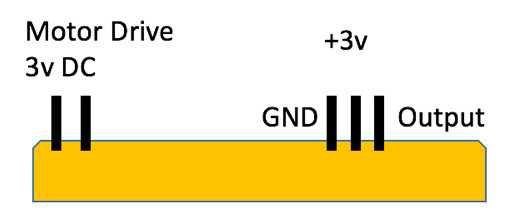 Motor Drive
3v DC
+3v
GND
Output